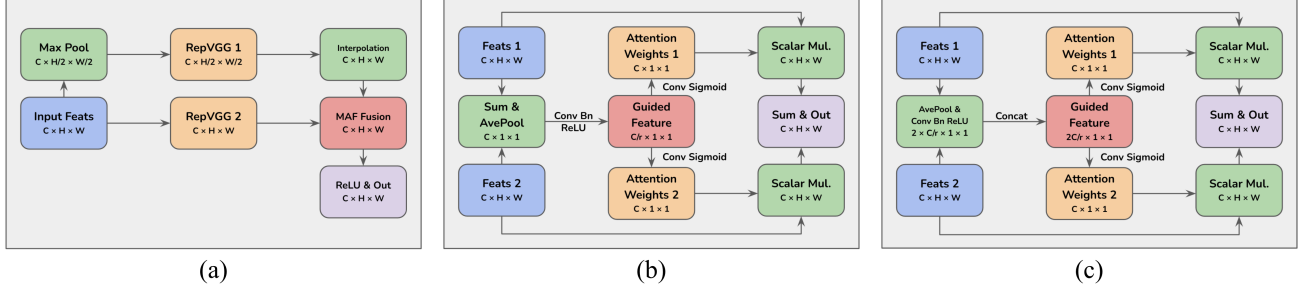 Max Pool
C × H/2 × W/2
RepVGG 1
C × H/2 × W/2
Interpolation
C × H × W
Input Feats
C × H × W
RepVGG 2
C × H × W
MAF Fusion
C × H × W
ReLU & Out
C × H × W
(a)
Feats 1
C × H × W
Attention
Weights 1
C × 1 × 1
Scalar Mul.
C × H × W
Conv Sigmoid
Sum &
AvePool
C × 1 × 1
Conv Bn
ReLU
Guided
Feature
C/r × 1 × 1
Sum & Out
C × H × W
Conv Sigmoid
Feats 2
C × H × W
Attention
Weights 2
C × 1 × 1
Scalar Mul.
C × H × W
(b)
Feats 1
C × H × W
Attention
Weights 1
C × 1 × 1
Scalar Mul.
C × H × W
Conv Sigmoid
AvePool &
Conv Bn ReLU
2 × C/r × 1 × 1
Concat
Guided
Feature
2C/r × 1 × 1
Sum & Out
C × H × W
Conv Sigmoid
Feats 2
C × H × W
Attention
Weights 2
C × 1 × 1
Scalar Mul.
C × H × W
(c)